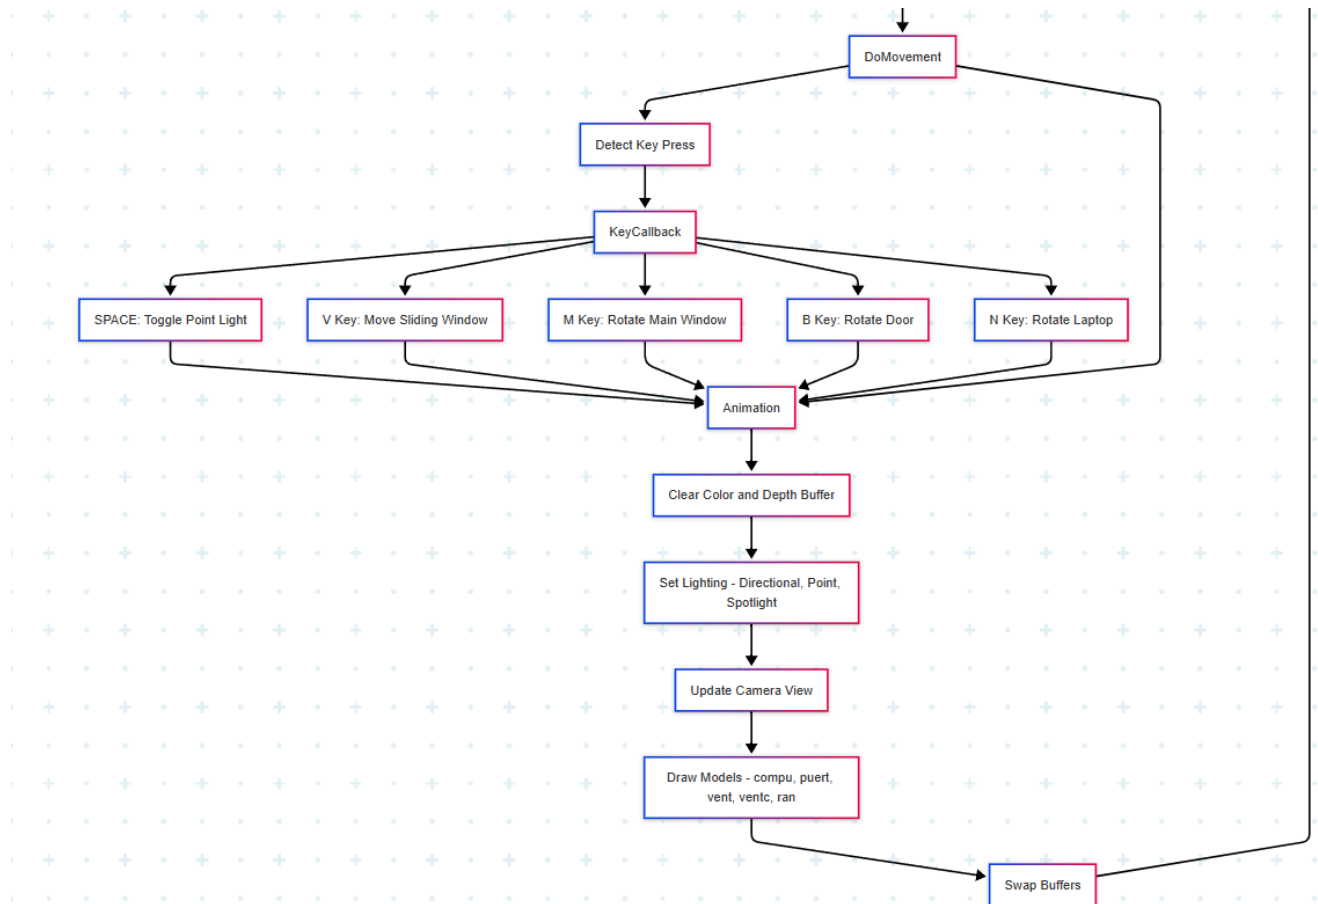 DoMovement
Detect Key Press
KeyCallback
SPACE: Toggle Point Light
V Key: Move Sliding Window
M Key: Rotate Main Window
B Key: Rotate Door
N Key: Rotate Laptop
Animation
Clear Color and Depth Buffer
Set Lighting - Directional, Point,
Spotlight
Update Camera View
Draw Models - compu, puert,
vent, ventc, ran
Swap Buffers